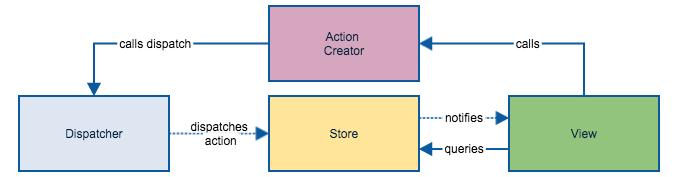 Action
Creator
calls dispatch
calls
Dispatcher
dispatches
action
Store
notifies
queries
View